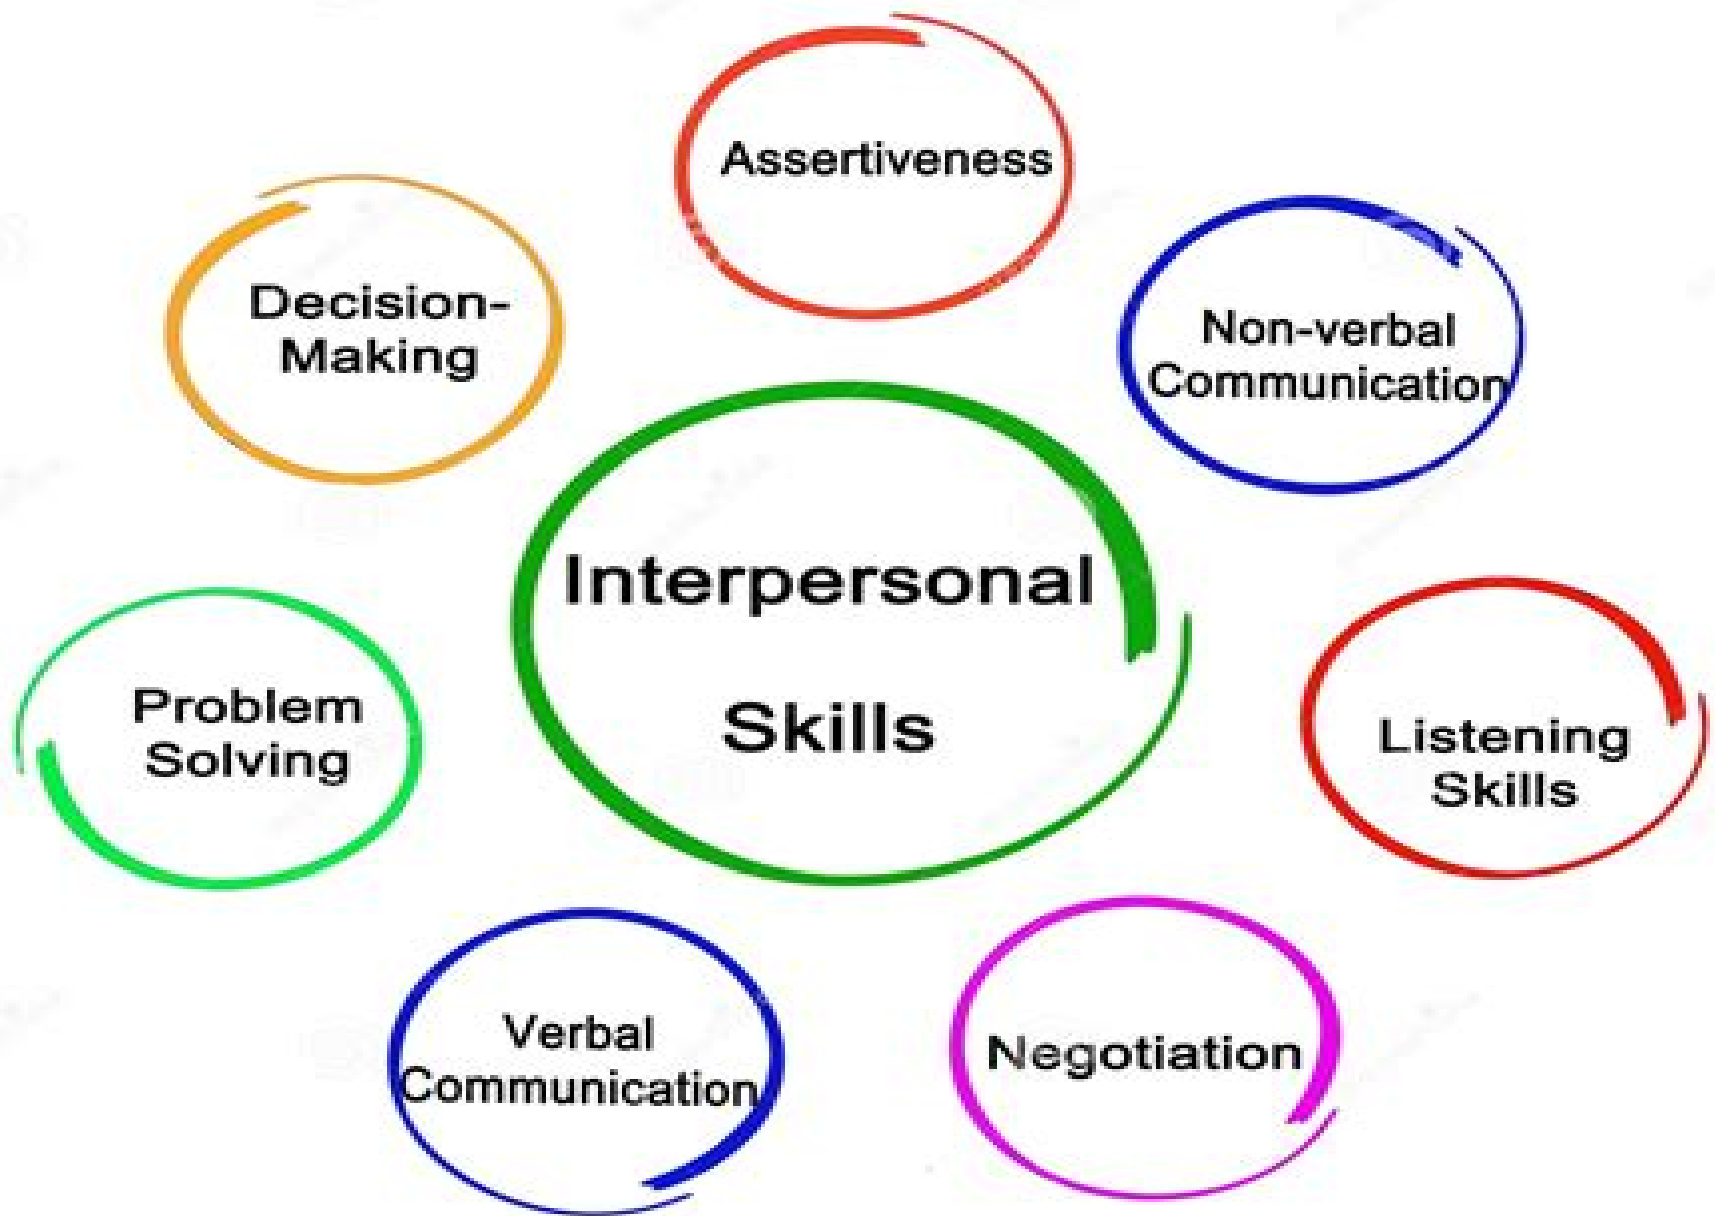 Assertiveness
Decision-
Making
Non-verbal
Communication
Interpersonal
Skills
Problem
Solving
Listening
Skills
Verbal
Communication
Negotiation